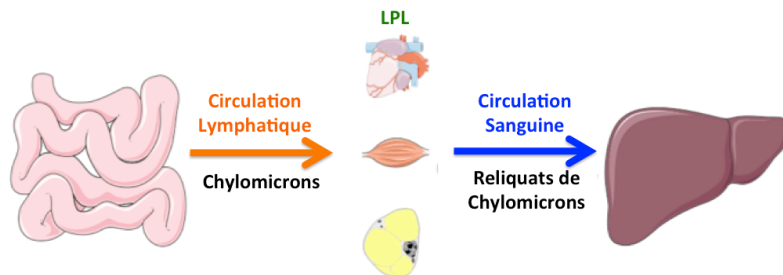 LPL
Circulation
Lymphatique
Chylomicrons
Circulation
Sanguine
Reliquats de
Chylomicrons